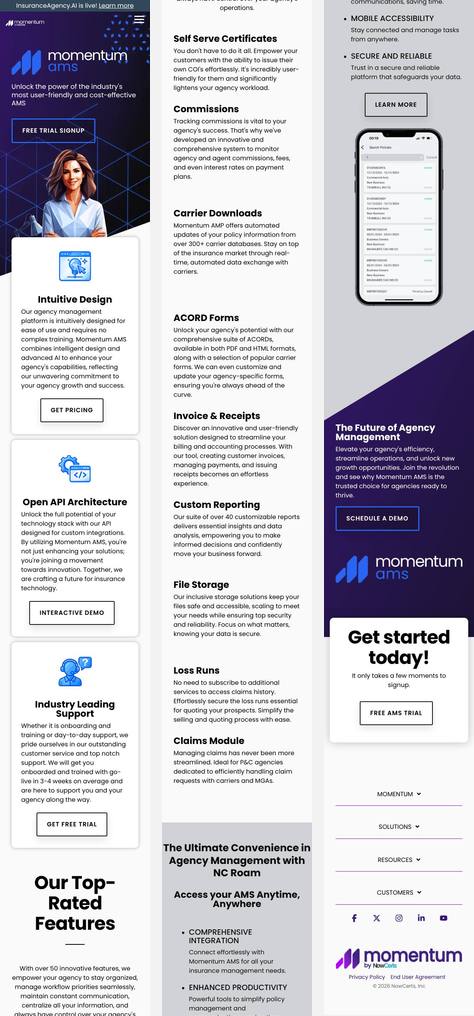 InsuranceAgency.AI is live! Learn more
momentum
momentum
ams
Unlock the power of the industry's
most user-friendly and cost-effective
AMS
FREE TRIAL SIGNUP
Intuitive Design
Our agency management
platform is intuitively designed for
ease of use and requires no
complex training. Momentum AMS
combines intelligent design and
advanced AI to enhance your
agency's capabilities, reflecting
our unwavering commitment to
your agency growth and success.
GET PRICING
Open API Architecture
Unlock the full potential of your
technology stack with our API
designed for custom integrations.
By utilizing Momentum AMS, you're
not just enhancing your solutions;
you're joining a movement
towards innovation. Together, we
are crafting a future for insurance
technology.
INTERACTIVE DEMO
Industry Leading
Support
Whether it is onboarding and
training or day-to-day support, we
pride ourselves in our outstanding
customer service and top notch
support. We will get you
onboarded and trained with go-
live in 3-4 weeks on average and
are here to support you and your
agency along the way.
GET FREE TRIAL
Our Top-
Rated
Features
With over 50 innovative features, we
empower your agency to stay organized,
manage workflow priorities seamlessly,
maintain constant communication,
centralize all your information, and
always have control over your agency's
operations.
Self Serve Certificates
You don't have to do it all. Empower your
customers with the ability to issue their
own COI's effortlessly. It's incredibly user-
friendly for them and significantly
lightens your agency workload.
Commissions
Tracking commissions is vital to your
agency's success. That's why we've
developed an innovative and
comprehensive system to monitor
agency and agent commissions, fees,
and even interest rates on payment
plans.
Carrier Downloads
Momentum AMP offers automated
updates of your policy information from
over 300+ carrier databases. Stay on top
of the insurance market through real-
time, automated data exchange with
carriers.
ACORD Forms
Unlock your agency's potential with our
comprehensive suite of ACORDs,
available in both PDF and HTML formats,
along with a selection of popular carrier
forms. We can even customize and
update your agency-specific forms,
ensuring you're always ahead of the
curve.
Invoice & Receipts
Discover an innovative and user-friendly
solution designed to streamline your
billing and accounting processes. With
our tool, creating customer invoices,
managing payments, and issuing
receipts becomes an effortless
experience.
Custom Reporting
Our suite of over 40 customizable reports
delivers essential insights and data
analysis, empowering you to make
informed decisions and confidently
move your business forward.
File Storage
Our inclusive storage solutions keep your
files safe and accessible, scaling to meet
your needs while ensuring top security
and reliability. Focus on what matters,
knowing your data is secure.
Loss Runs
No need to subscribe to additional
services to access claims history.
Effortlessly secure the loss runs essential
for quoting your prospects. Simplify the
selling and quoting process with ease.
Claims Module
Managing claims has never been more
streamlined. Ideal for P&C agencies
dedicated to efficiently handling claim
requests with carriers and MGAs.
The Ultimate Convenience in
Agency Management with
NC Roam
Access your AMS Anytime,
Anywhere
• COMPREHENSIVE
INTEGRATION
Connect effortlessly with
Momentum AMS for all your
insurance management needs.
• ENHANCED PRODUCTIVITY
Powerful tools to simplify policy
management and
communication, saving you time.
• MOBILE ACCESSIBILITY
Stay connected and manage tasks
from anywhere.
• SECURE AND RELIABLE
Trust in a secure and reliable
platform that safeguards your data.
LEARN MORE
Search Policies
The Future of Agency
Management
Elevate your agency's efficiency,
streamline operations, and unlock new
growth opportunities. Join the revolution
and see why Momentum AMS is the
trusted choice for agencies ready to
thrive.
SCHEDULE A DEMO
momentum
ams
Get started
today!
It only takes a few moments to
signup.
FREE AMS TRIAL
MOMENTUM
SOLUTIONS
RESOURCES
CUSTOMERS
momentum
by NowCerts
Privacy Policy End User Agreement
© 2026 NowCerts, Inc